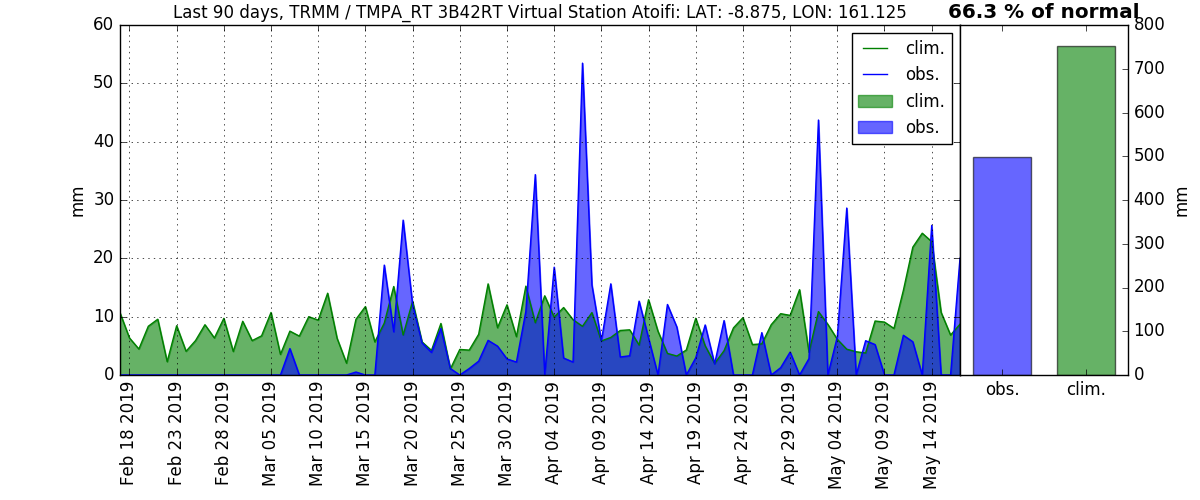 Last 90 days, TRMM / TMPA_RT 3B42RT Virtual Station Atoifi: LAT: -8.875, LON: 161.125
66.3 % of normal
60
50
40
30
20
10
0
mm
clim.
obs.
clim.
obs.
800
700
600
500
400
300
200
100
0
mm
Feb 18 2019
Feb 23 2019
Feb 28 2019
Mar 05 2019
Mar 10 2019
Mar 15 2019
Mar 20 2019
Mar 25 2019
Mar 30 2019
Apr 04 2019
Apr 09 2019
Apr 14 2019
Apr 19 2019
Apr 24 2019
Apr 29 2019
May 04 2019
May 09 2019
May 14 2019
obs.
clim.